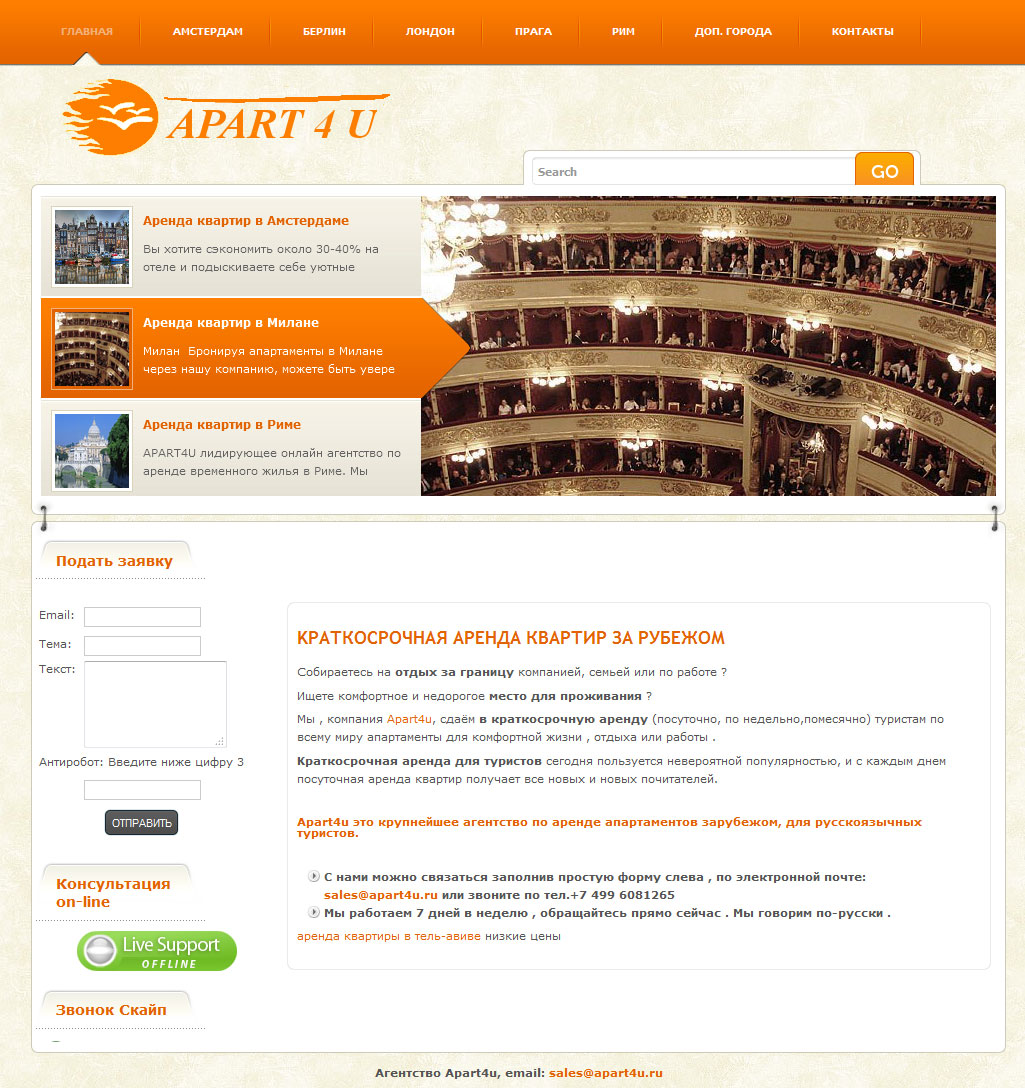 ГЛАВНАЯ
АМСТЕРДАМ
БЕРЛИН
ЛОНДОН
ПРАГА
РИМ
ДОП. ГОРОДА
КОНТАКТЫ
APART 4 U
Search
GO
Аренда квартир в Амстердаме
Вы хотите сэкономить около 30-40% на
отеле и подыскиваете себе уютные
Аренда квартир в Милане
Милан  Бронируя апартаменты в Милане
через нашу компанию, можете быть увере
Аренда квартир в Риме
APART4U лидирующее онлайн агентство по
аренде временного жилья в Риме. Мы
Подать заявку
Email:
Тема:
Текст:
Антиробот: Введите ниже цифру 3
ОТПРАВИТЬ
Консультация
on-line
Live Support
OFFLINE
Звонок Скайп
КРАТКОСРОЧНАЯ АРЕНДА КВАРТИР ЗА РУБЕЖОМ
Собираетесь на отдых за границу компанией, семьей или по работе ?
Ищете комфортное и недорогое место для проживания ?
Мы , компания Apart4u, сдаём в краткосрочную аренду (посуточно, по недельно,помесячно) туристам по
всему миру апартаменты для комфортной жизни , отдыха или работы .
Краткосрочная аренда для туристов сегодня пользуется невероятной популярностью, и с каждым днем
посуточная аренда квартир получает все новых и новых почитателей.
Apart4u это крупнейшее агентство по аренде апартаментов зарубежом, для русскоязычных
туристов.
С нами можно связаться заполнив простую форму слева , по электронной почте:
sales@apart4u.ru или звоните по тел.+7 499 6081265
Мы работаем 7 дней в неделю , обращайтесь прямо сейчас . Мы говорим по-русски .
аренда квартиры в тель-авиве низкие цены
Агентство Apart4u, email: sales@apart4u.ru